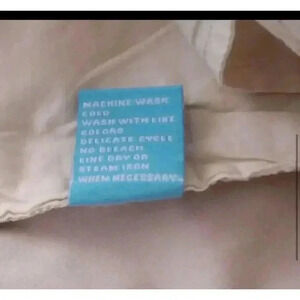 MACHINE WASH
COLD
WASH WITH LIKE
COLORS
DELICATE CYCLE
NO BLEACH
LINE DRY OR
STEAM IRON
WHEN NECESSARY